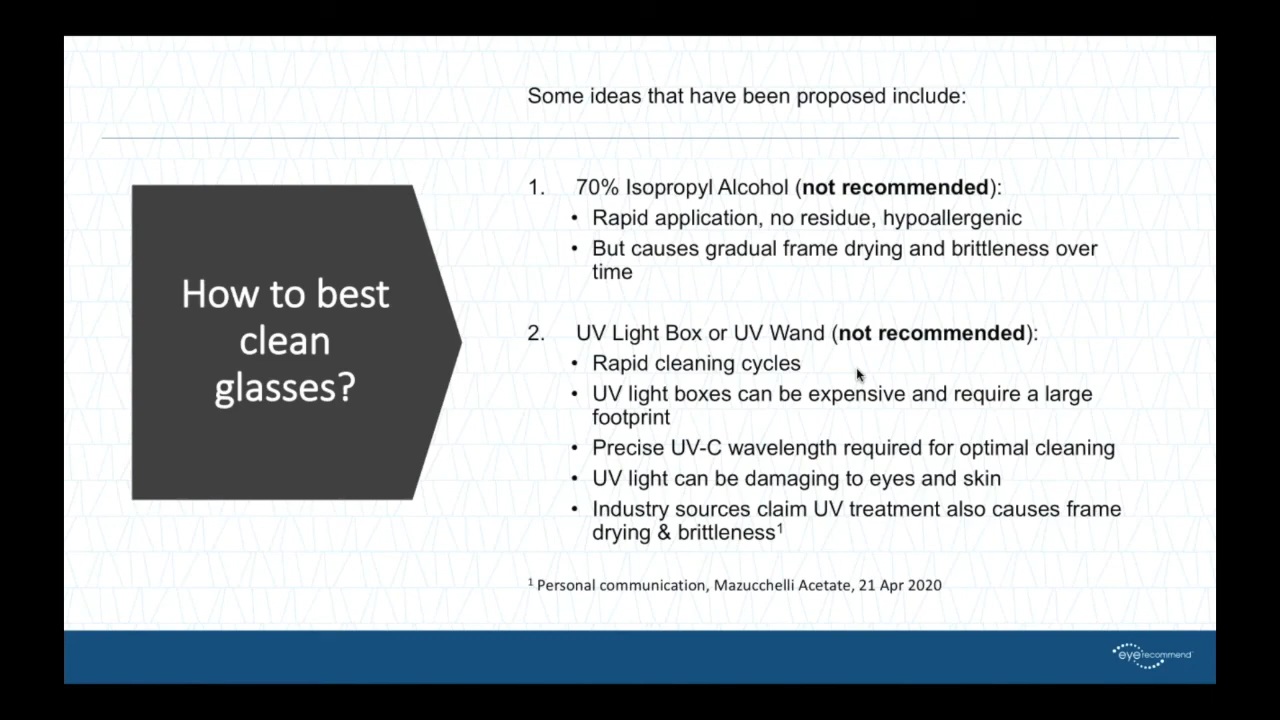 Some ideas that have been proposed include:
How to best
clean
glasses?
1. 70% Isopropyl Alcohol (not recommended):
• Rapid application, no residue, hypoallergenic
• But causes gradual frame drying and brittleness over
time
2. UV Light Box or UV Wand (not recommended):
• Rapid cleaning cycles
• UV light boxes can be expensive and require a large
footprint
• Precise UV-C wavelength required for optimal cleaning
• UV light can be damaging to eyes and skin
• Industry sources claim UV treatment also causes frame
drying & brittleness¹
¹ Personal communication, Mazucchelli Acetate, 21 Apr 2020
eyerecommend